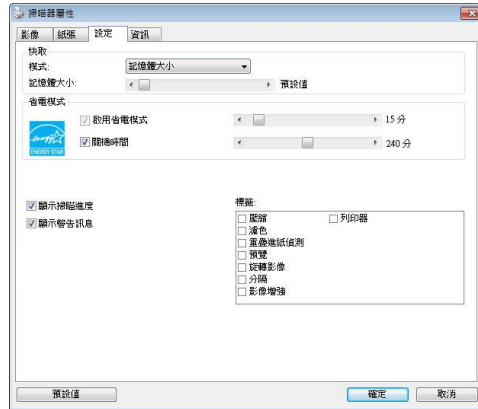 掃瞄器屬性
影像 紙張 設定 資訊
快取
模式: 記憶體大小
記憶體大小: 預設值
省電模式
啟用省電模式 15 分
關機時間 240 分
ENERGY STAR
顯示掃瞄進度
顯示警告訊息
標籤:
壓縮 列印器
濾色
重疊進紙偵測
預覽
旋轉影像
分隔
影像增強
預設值 確定 取消